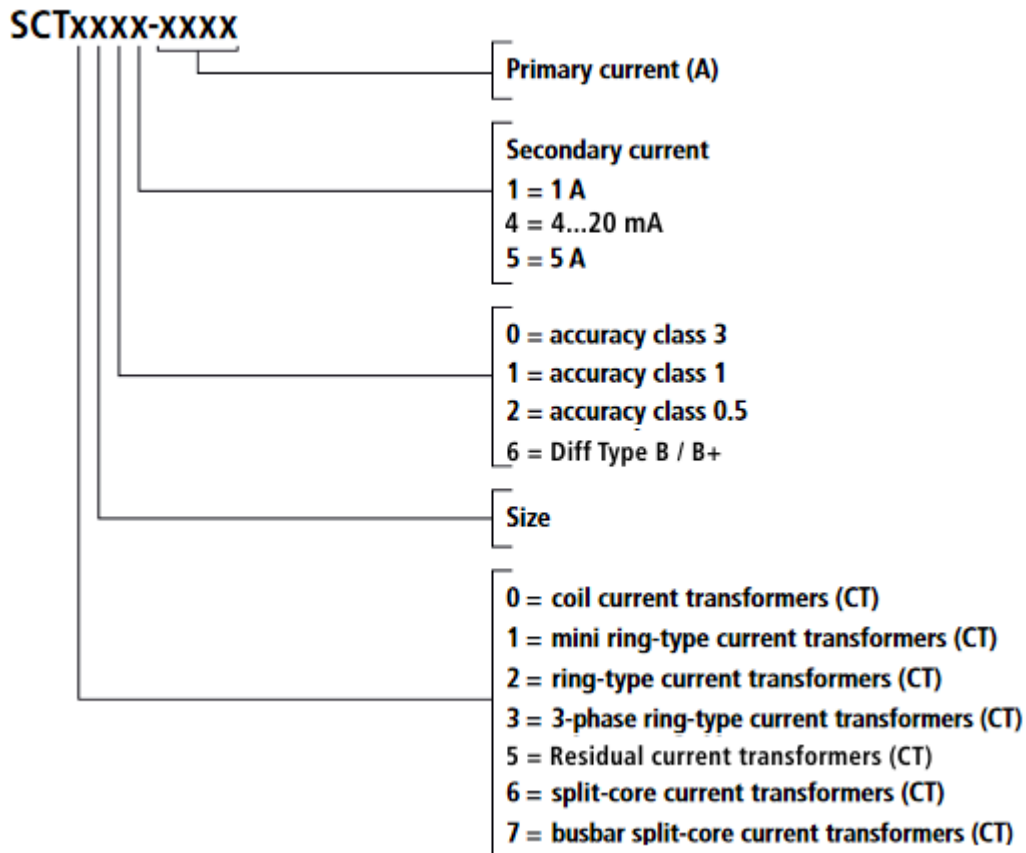 SCTxxxx-xxxx
Primary current (A)
Secondary current
1 = 1 A
4 = 4...20 mA
5 = 5 A
0 = accuracy class 3
1 = accuracy class 1
2 = accuracy class 0.5
6 = Diff Type B / B+
Size
0 = coil current transformers (CT)
1 = mini ring-type current transformers (CT)
2 = ring-type current transformers (CT)
3 = 3-phase ring-type current transformers (CT)
5 = Residual current transformers (CT)
6 = split-core current transformers (CT)
7 = busbar split-core current transformers (CT)